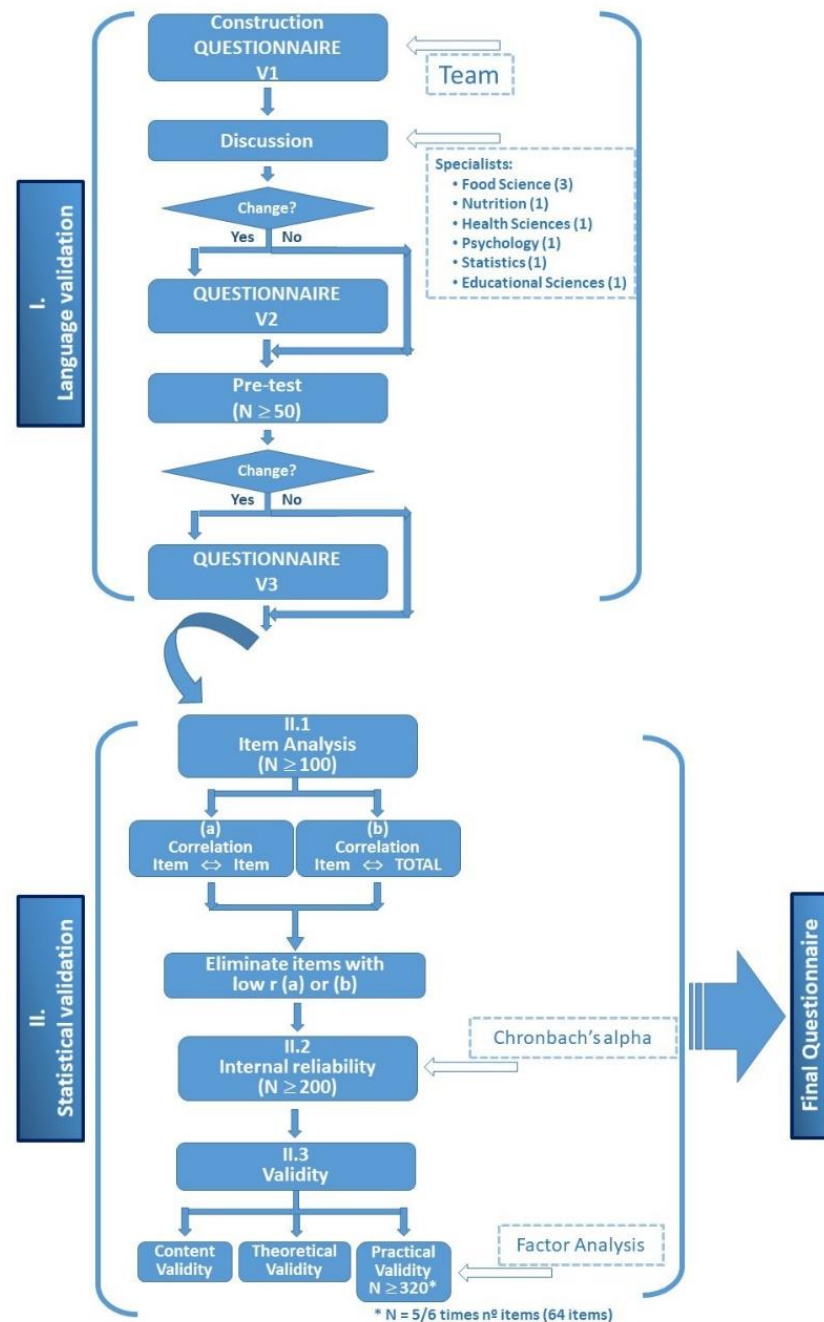 Construction
QUESTIONNAIRE
V1
Team
Discussion
Specialists:
• Food Science (3)
• Nutrition (1)
• Health Sciences (1)
• Psychology (1)
• Statistics (1)
• Educational Sciences (1)
Change?
Yes No
QUESTIONNAIRE
V2
Pre-test
(N ≥ 50)
Change?
Yes No
QUESTIONNAIRE
V3
I.
Language validation
II.1
Item Analysis
(N ≥ 100)
(a)
Correlation
Item ⇔ Item
(b)
Correlation
Item ⇔ TOTAL
Eliminate items with
low r (a) or (b)
II.2
Internal reliability
(N ≥ 200)
Chronbach's alpha
II.3
Validity
Content
Validity
Theoretical
Validity
Practical
Validity
N ≥ 320*
Factor Analysis
* N = 5/6 times nº items (64 items)
II.
Statistical validation
Final Questionnaire